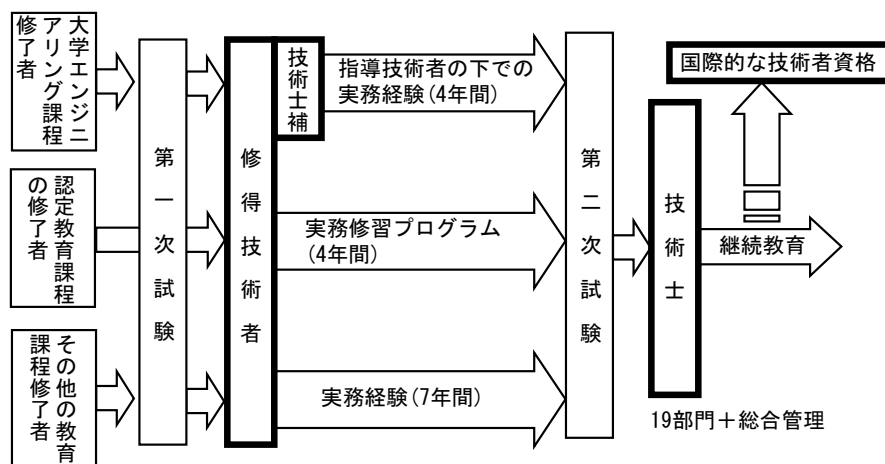 大学エンジニ
アリング課程
修了者
認定教育課程
の修了者
その他の教育
課程修了者
第一次試験
修得技術者
技術士補
指導技術者の下での
実務経験(4年間)
実務修習プログラム
(4年間)
実務経験(7年間)
第二次試験
技術士
国際的な技術者資格
継続教育
19部門＋総合管理